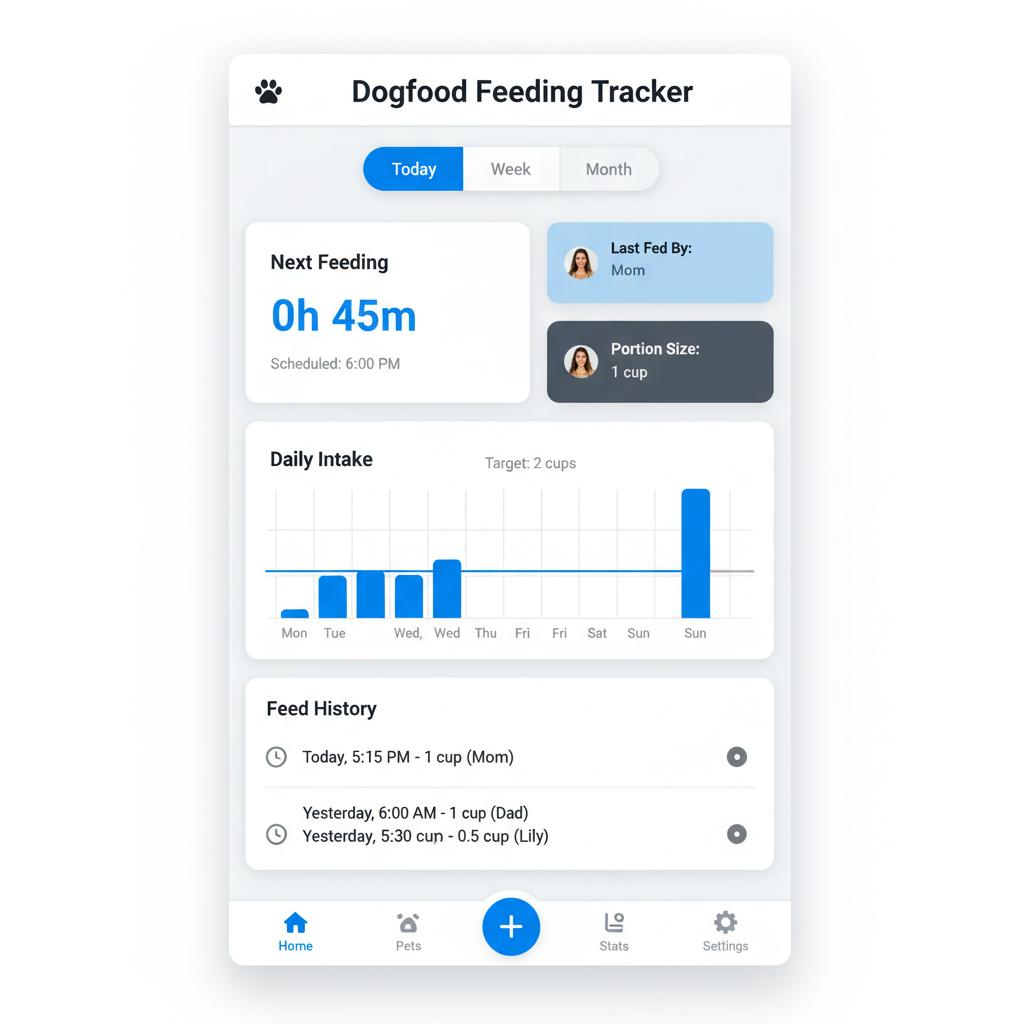 Dogfood Feeding Tracker
Today Week Month
Next Feeding
0h 45m
Scheduled: 6:00 PM
Last Fed By:
Mom
Portion Size:
1 cup
Daily Intake
Target: 2 cups
Mon Tue Wed, Wed Thu Fri Fri Sat Sun Sun
Feed History
Today, 5:15 PM - 1 cup (Mom)
Yesterday, 6:00 AM - 1 cup (Dad)
Yesterday, 5:30 cup - 0.5 cup (Lily)
Home Pets Stats Settings